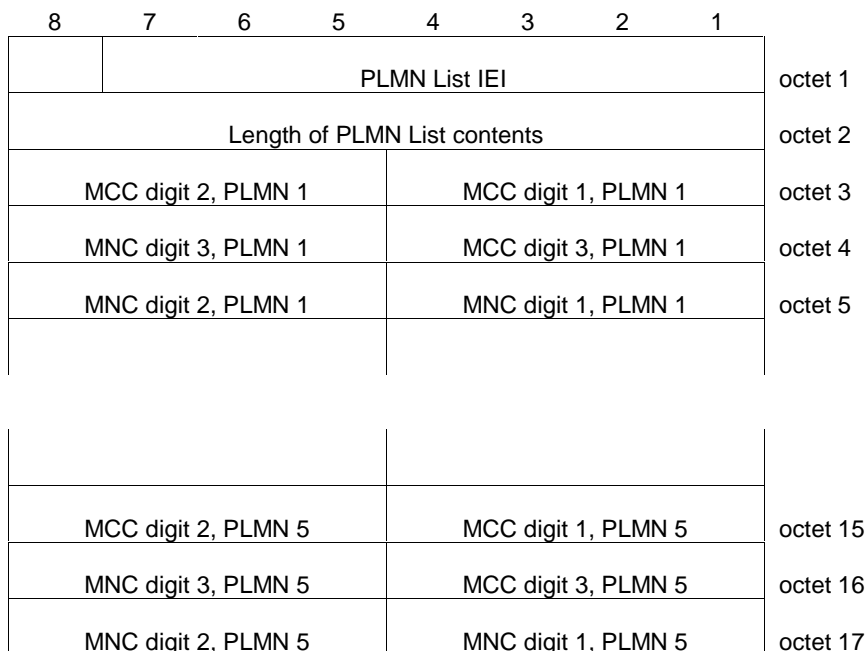 8 7 6 5 4 3 2 1
PLMN List IEI octet 1
Length of PLMN List contents octet 2
MCC digit 2, PLMN 1 MCC digit 1, PLMN 1 octet 3
MNC digit 3, PLMN 1 MCC digit 3, PLMN 1 octet 4
MNC digit 2, PLMN 1 MNC digit 1, PLMN 1 octet 5
MCC digit 2, PLMN 5 MCC digit 1, PLMN 5 octet 15
MNC digit 3, PLMN 5 MCC digit 3, PLMN 5 octet 16
MNC digit 2, PLMN 5 MNC digit 1, PLMN 5 octet 17